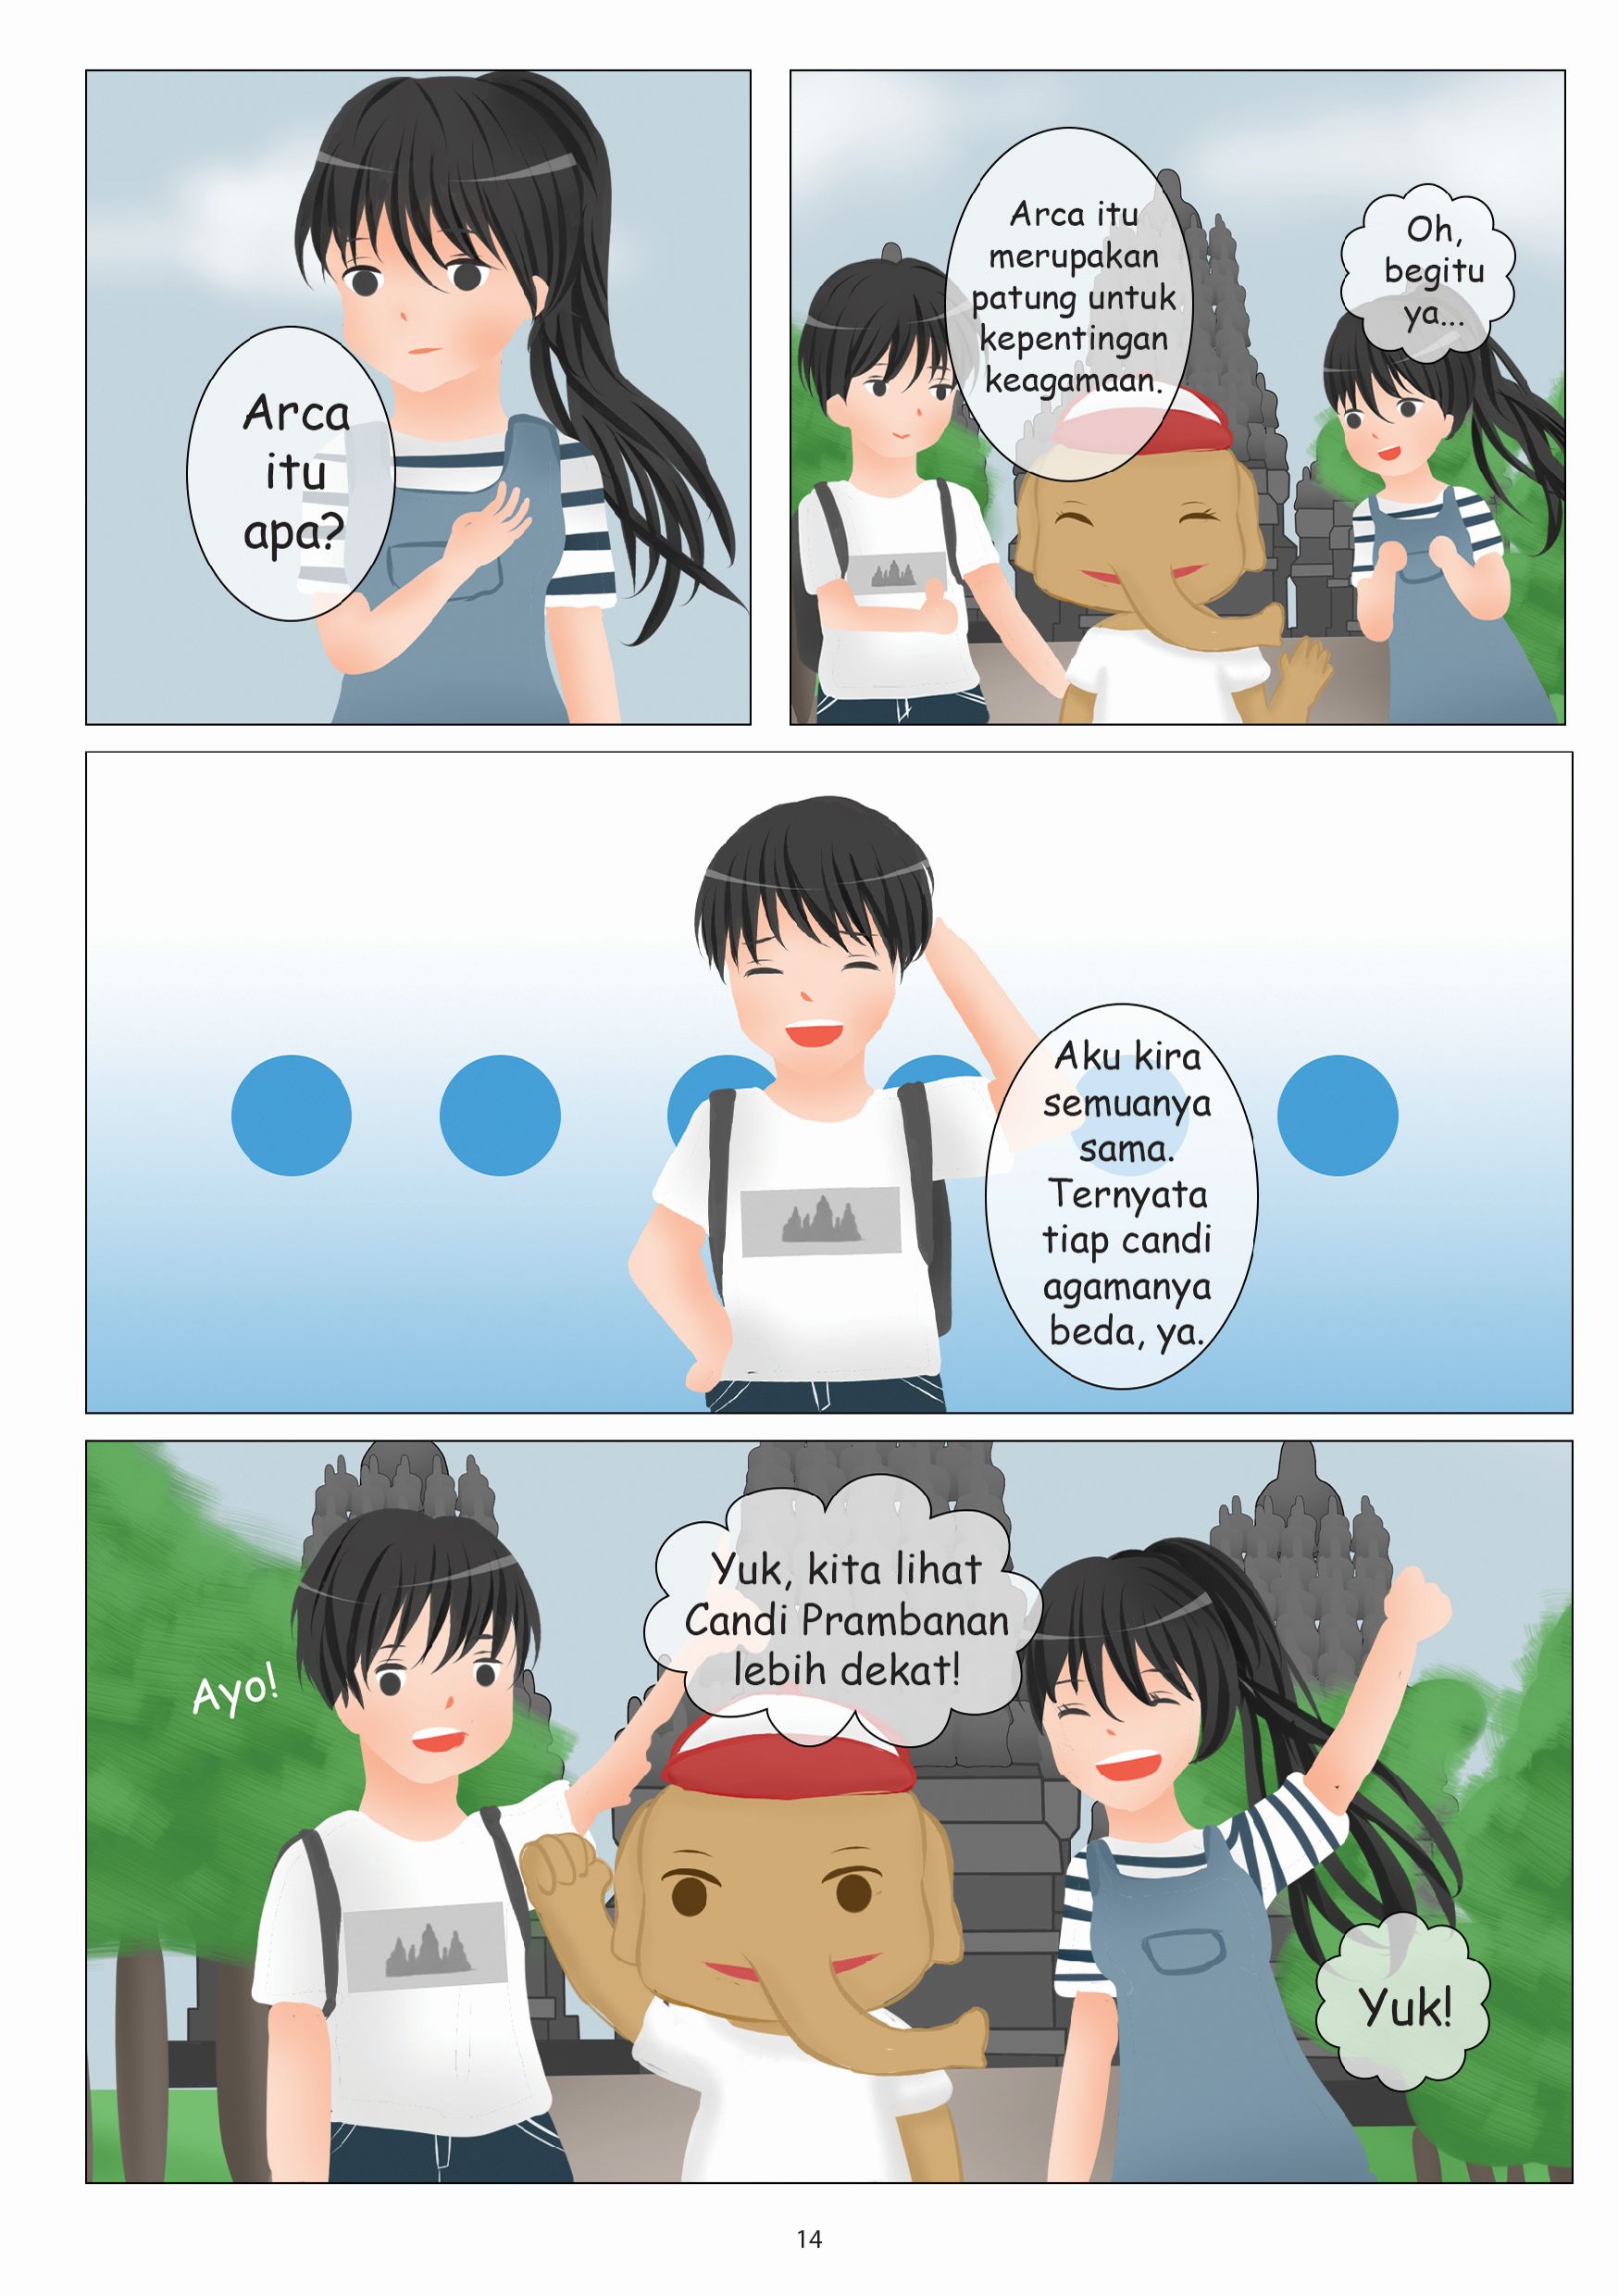 Arca
itu
apa?
Arca itu
merupakan
patung untuk
kepentingan
keagamaan.
Oh,
begitu
ya...
Aku kira
semuanya
sama.
Ternyata
tiap candi
agamanya
beda, ya.
Ayo!
Yuk, kita lihat
Candi Prambanan
lebih dekat!
Yuk!
14